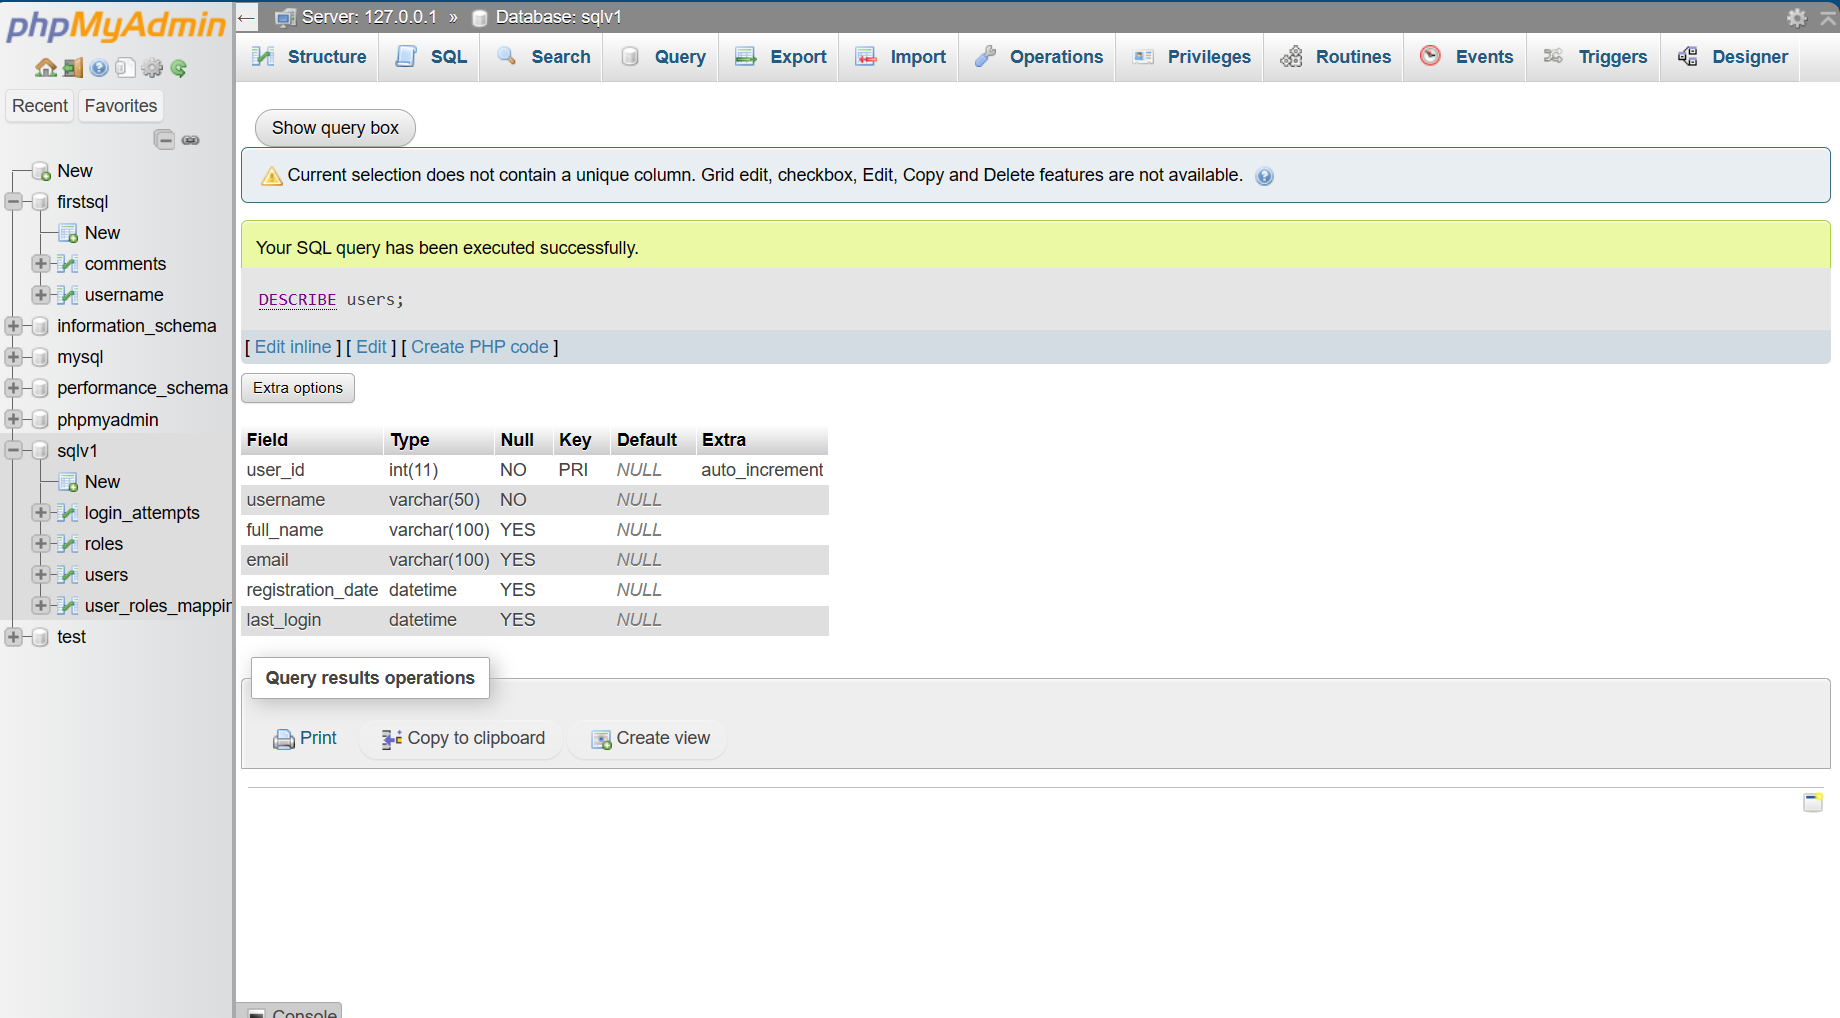 phpMyAdmin
Recent Favorites
New
firstsql
New
comments
username
information_schema
mysql
performance_schema
phpmyadmin
sqlv1
New
login_attempts
roles
users
user_roles_mappin
test
Server: 127.0.0.1 » Database: sqlv1
Structure SQL Search Query Export Import Operations Privileges Routines Events Triggers Designer
Show query box
Current selection does not contain a unique column. Grid edit, checkbox, Edit, Copy and Delete features are not available.
Your SQL query has been executed successfully.
DESCRIBE users;
[ Edit inline ] [ Edit ] [ Create PHP code ]
Extra options
Field Type Null Key Default Extra
user_id int(11) NO PRI NULL auto_increment
username varchar(50) NO NULL
full_name varchar(100) YES NULL
email varchar(100) YES NULL
registration_date datetime YES NULL
last_login datetime YES NULL
Query results operations
Print Copy to clipboard Create view
Console